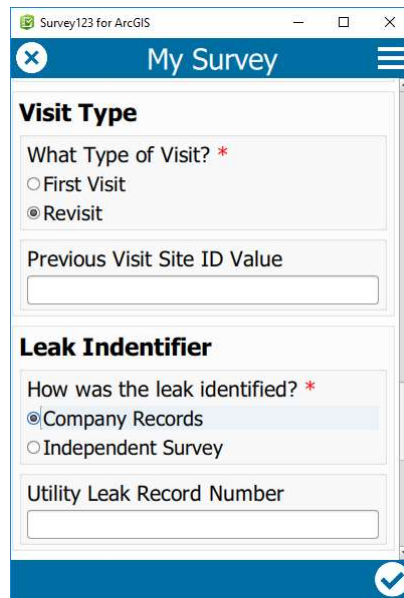 Survey123 for ArcGIS
My Survey
Visit Type
What Type of Visit? *
First Visit
Revisit
Previous Visit Site ID Value
Leak Indentifier
How was the leak identified? *
Company Records
Independent Survey
Utility Leak Record Number